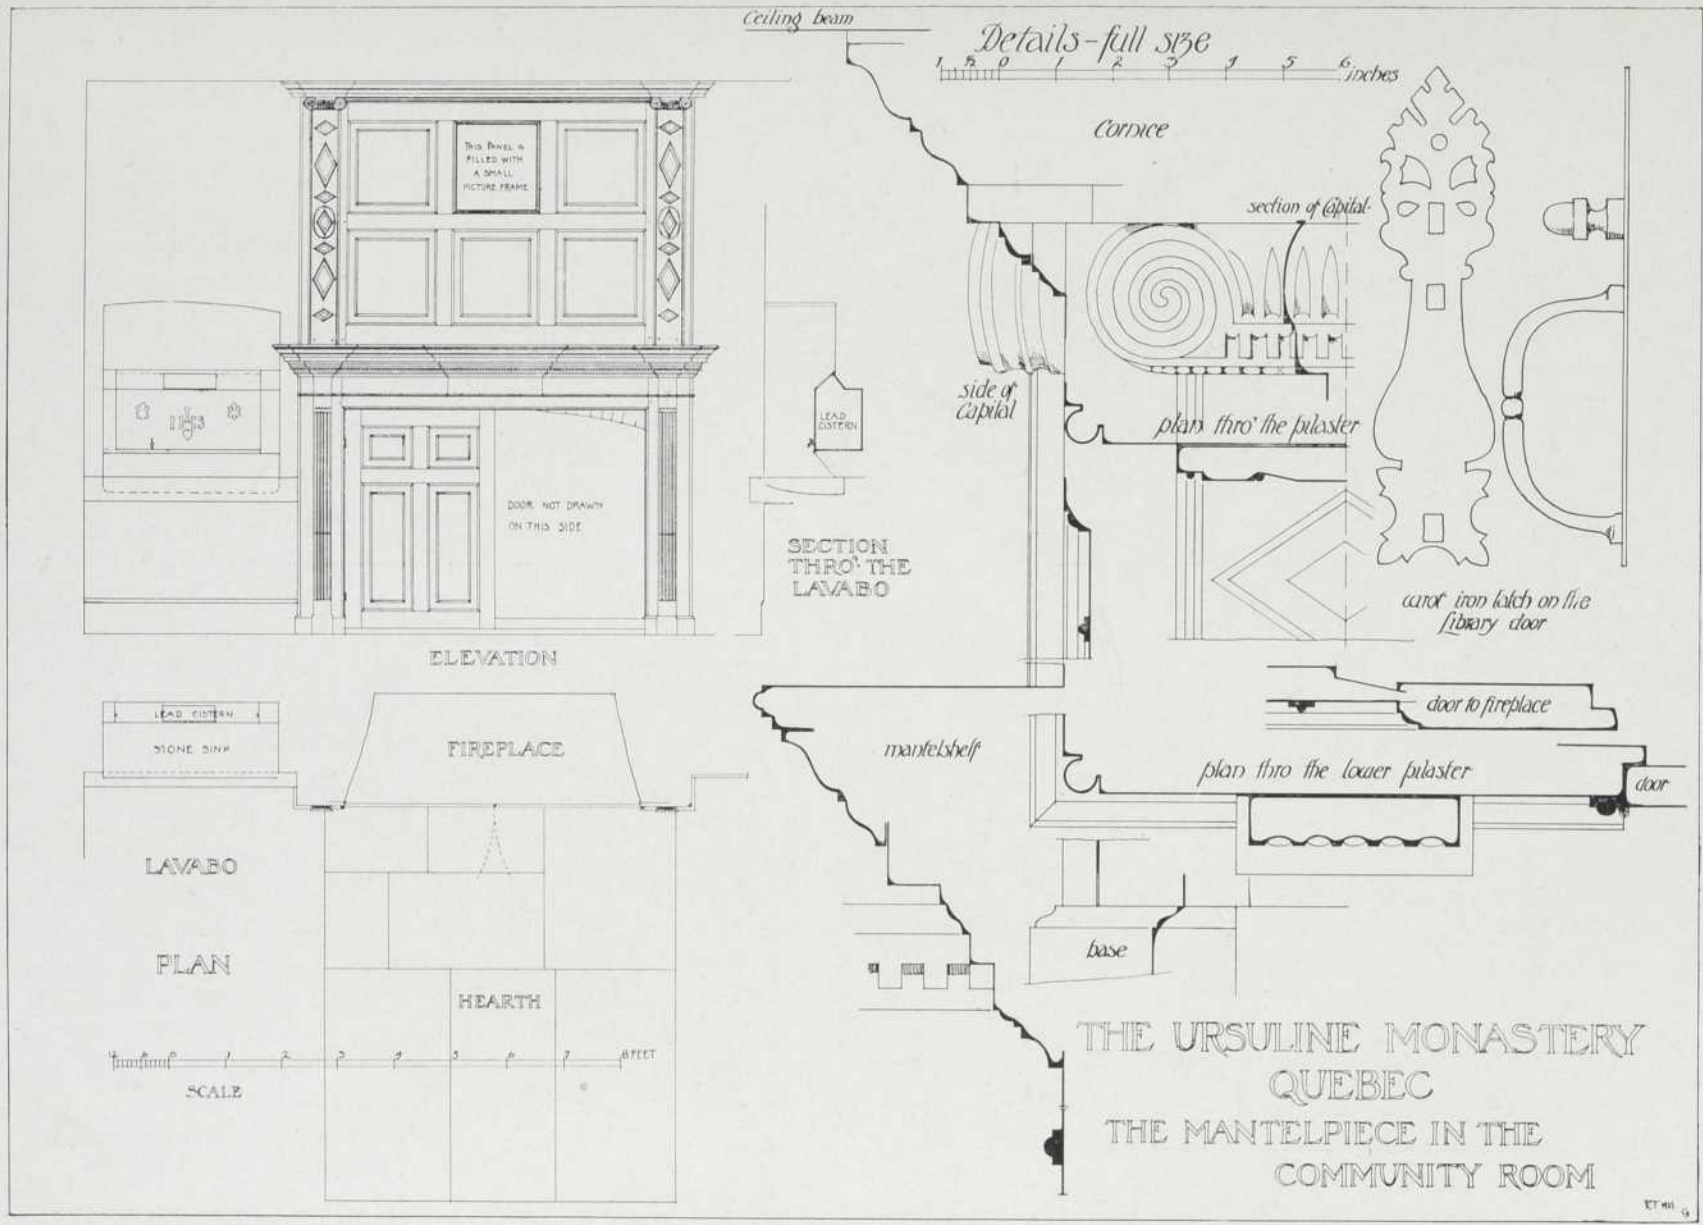 Ceiling beam
Details - full size
1 ½ 0 1 2 3 4 5 6 inches
Cornice
THIS PANEL IS
FILLED WITH
A SMALL
PICTURE FRAME
section of Capital
side of
Capital
plan thro' the pilaster
LEAD
CISTERN
DOOR NOT DRAWN
ON THIS SIDE
SECTION
THRO' THE
LAVABO
iron latch on the
Library door
ELEVATION
LEAD CISTERN
STONE SINK
FIREPLACE
mantelshelf
door to fireplace
plan thro the lower pilaster
door
LAVABO
PLAN
HEARTH
base
12 6 0 1 2 3 4 5 6 7 8 FEET
SCALE
THE URSULINE MONASTERY
QUEBEC
THE MANTELPIECE IN THE
COMMUNITY ROOM